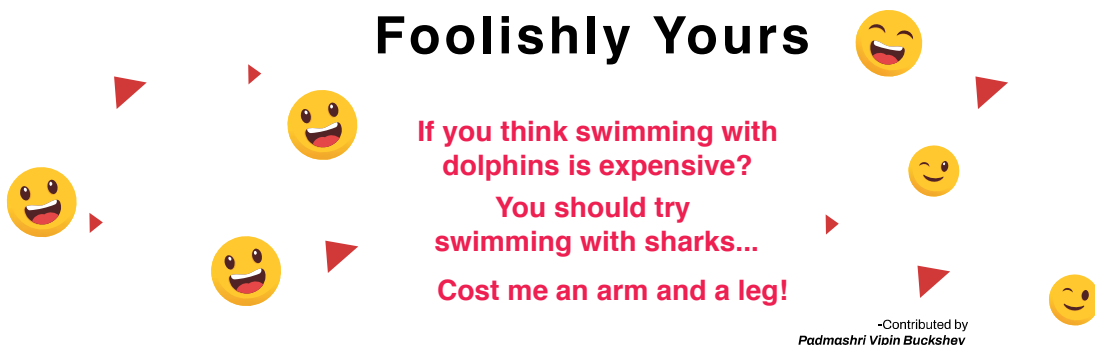 Foolishly Yours
If you think swimming with
dolphins is expensive?
You should try
swimming with sharks...
Cost me an arm and a leg!
-Contributed by
Padmashri Vipin Buckshey